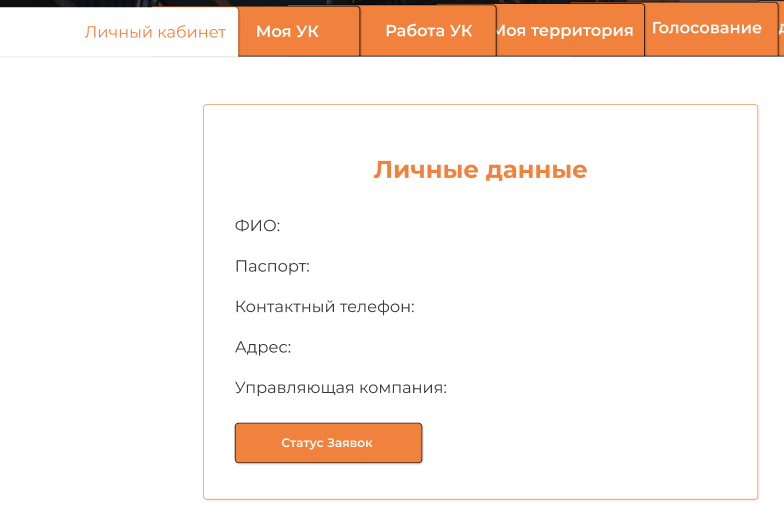 Личный кабинет Моя УК Работа УК Моя территория Голосование
Личные данные
ФИО:
Паспорт:
Контактный телефон:
Адрес:
Управляющая компания:
Статус Заявок